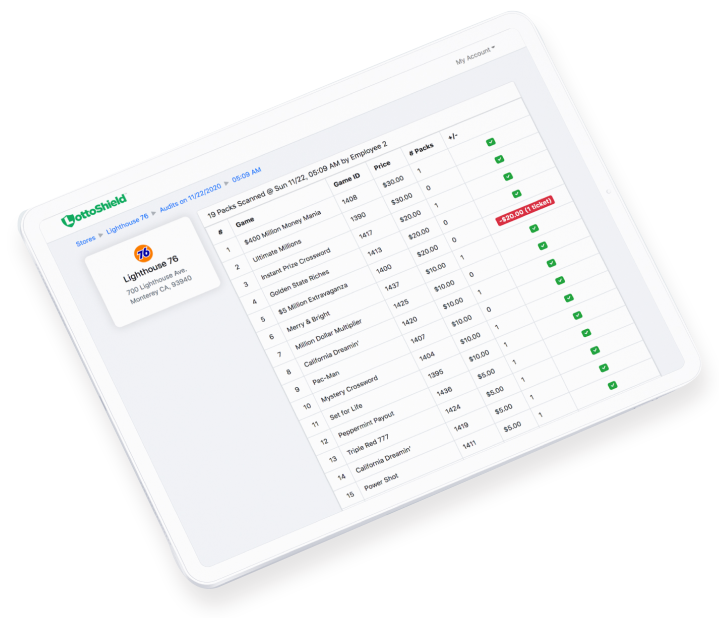 My Account
LottoShield
Stores ▸ Lighthouse 76 ▸ Audits on 11/22/2020 ▸ 05:09 AM
76
Lighthouse 76
700 Lighthouse Ave.
Monterey CA, 93940
19 Packs Scanned @ Sun 11/22, 05:09 AM by Employee 2
# Game Game ID Price # Packs +/-
1 $400 Million Money Mania 1408 $30.00 1
2 Ultimate Millions 1390 $30.00 0
3 Instant Prize Crossword 1417 $20.00 1
4 Golden State Riches 1413 $20.00 0
5 $5 Million Extravaganza 1400 $20.00 0 -$20.00 (1 ticket)
6 Merry & Bright 1437 $10.00 1
7 Million Dollar Multiplier 1425 $10.00 0
8 California Dreamin' 1420 $10.00 1
9 Pac-Man 1407 $10.00 0
10 Mystery Crossword 1404 $10.00 1
11 Set for Life 1395 $10.00 1
12 Peppermint Payout 1436 $5.00 1
13 Triple Red 777 1424 $5.00 1
14 California Dreamin' 1419 $5.00 1
15 Power Shot 1411 $5.00 1